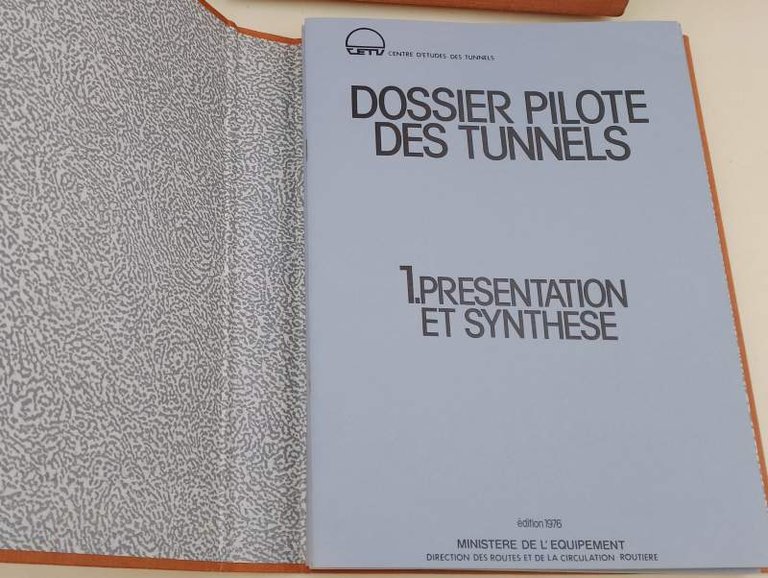 CETU CENTRE D'ETUDES DES TUNNELS
DOSSIER PILOTE
DES TUNNELS
1.PRESENTATION
ET SYNTHESE
édition 1976
MINISTERE DE L'EQUIPEMENT
DIRECTION DES ROUTES ET DE LA CIRCULATION ROUTIERE